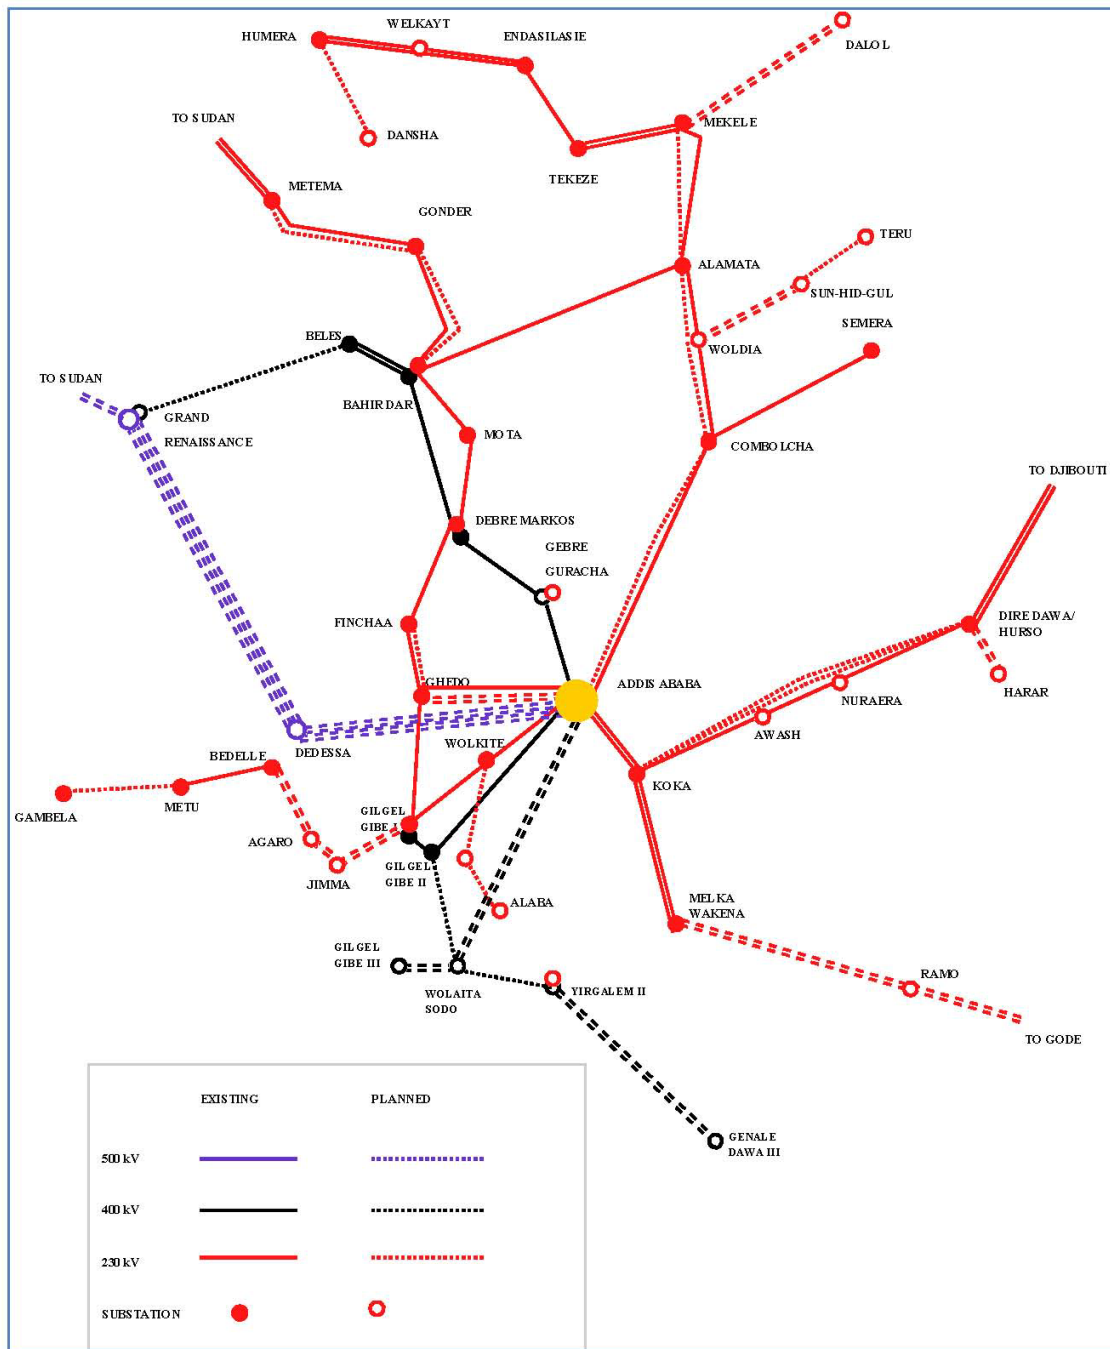 WELKAYT
HUMERA
ENDASILASIE
DALOL
TO SUDAN
DANSHA
MEKELE
TEKEZE
METEMA
GONDER
TERU
ALAMATA
SUN-HID-GUL
SEMERA
BELES
WOLDIA
TO SUDAN
BAHIR DAR
GRAND
RENAISSANCE
MOTA
COMBOLCHA
TO DJIBOUTI
DEBRE MARKOS
GEBRE
GURACHA
FINCHAA
DIRE DAWA/
HURSO
GHEDO
ADDIS ABABA
HARAR
NURAERA
AWASH
DEDESSA
WOLKITE
BEDELLE
KOKA
METU
GAMBELA
GILGEL
GIBE I
AGARO
GILGEL
GIBE II
JIMMA
ALABA
MELKA
WAKENA
GILGEL
GIBE III
WOLAITA
SODO
YIRGALEM II
RAMO
TO GODE
GENALE
DAWA III
EXISTING PLANNED
500 kV
400 kV
230 kV
SUBSTATION